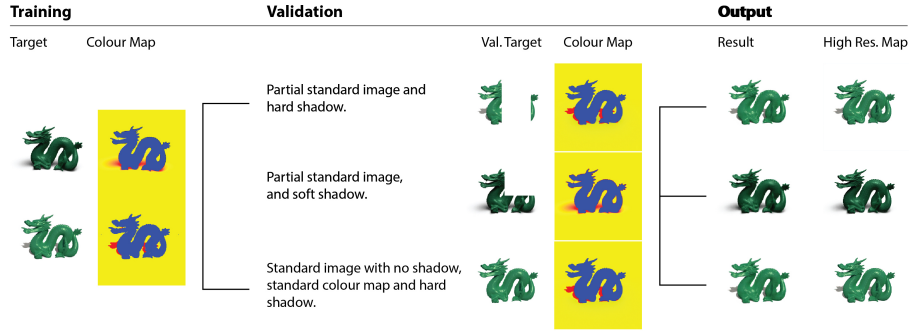 Training
Validation
Output
Target
Colour Map
Val. Target
Colour Map
Result
High Res. Map
Partial standard image and
hard shadow.
Partial standard image,
and soft shadow.
Standard image with no shadow,
standard colour map and hard
shadow.